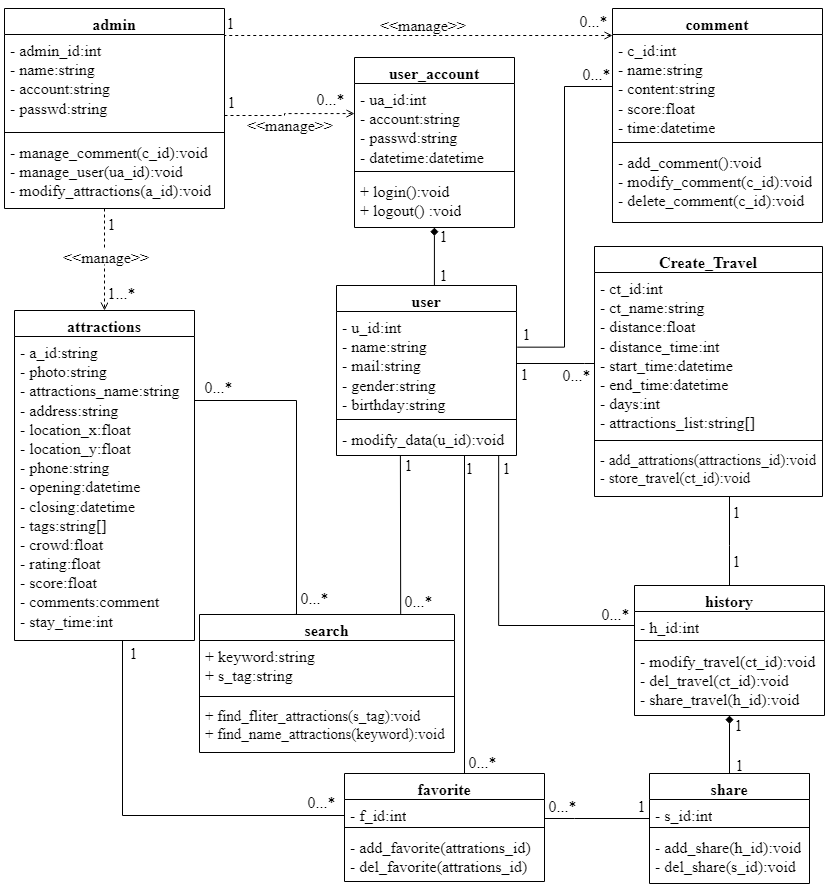 admin
- admin_id:int
- name:string
- account:string
- passwd:string
- manage_comment(c_id):void
- manage_user(ua_id):void
- modify_attractions(a_id):void
1
<<manage>>
0...*
comment
- c_id:int
- name:string
- content:string
- score:float
- time:datetime
- add_comment():void
- modify_comment(c_id):void
- delete_comment(c_id):void
0...*
1
<<manage>>
0...*
user_account
- ua_id:int
- account:string
- passwd:string
- datetime:datetime
+ login():void
+ logout() :void
1
1
1
<<manage>>
1...*
attractions
- a_id:string
- photo:string
- attractions_name:string
- address:string
- location_x:float
- location_y:float
- phone:string
- opening:datetime
- closing:datetime
- tags:string[]
- crowd:float
- rating:float
- score:float
- comments:comment
- stay_time:int
0...*
0...*
1
0...*
user
- u_id:int
- name:string
- mail:string
- gender:string
- birthday:string
- modify_data(u_id):void
1
1
0...*
1
1
1
0...*
0...*
0...*
Create_Travel
- ct_id:int
- ct_name:string
- distance:float
- distance_time:int
- start_time:datetime
- end_time:datetime
- days:int
- attractions_list:string[]
- add_attrations(attractions_id):void
- store_travel(ct_id):void
1
1
search
+ keyword:string
+ s_tag:string
+ find_fliter_attractions(s_tag):void
+ find_name_attractions(keyword):void
history
- h_id:int
- modify_travel(ct_id):void
- del_travel(ct_id):void
- share_travel(h_id):void
1
1
favorite
- f_id:int
- add_favorite(attrations_id)
- del_favorite(attrations_id)
0...*
1
share
- s_id:int
- add_share(h_id):void
- del_share(s_id):void